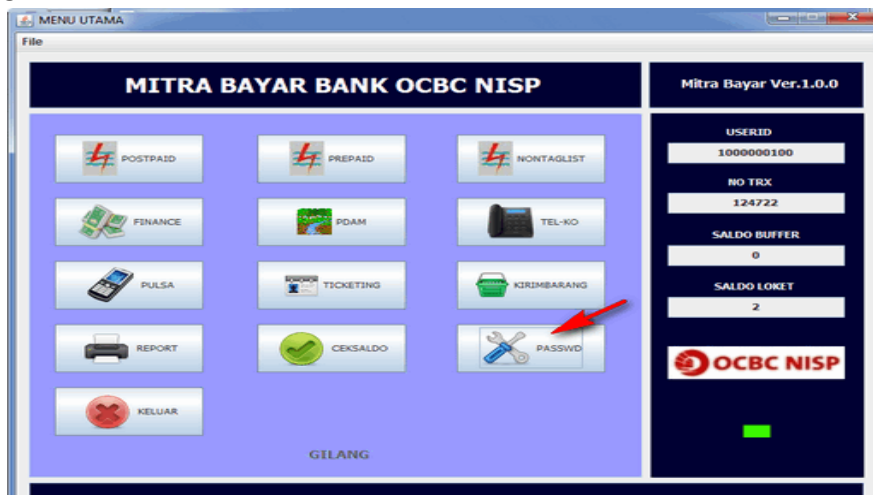 MENU UTAMA
File
MITRA BAYAR BANK OCBC NISP
Mitra Bayar Ver.1.0.0
POSTPAID
PREPAID
NONTAGLIST
FINANCE
PDAM
TEL-KO
PULSA
TICKETING
KIRIMBARANG
REPORT
CEKSALDO
PASSWD
KELUAR
GILANG
USERID
1000000100
NO TRX
124722
SALDO BUFFER
0
SALDO LOKET
2
OCBC NISP